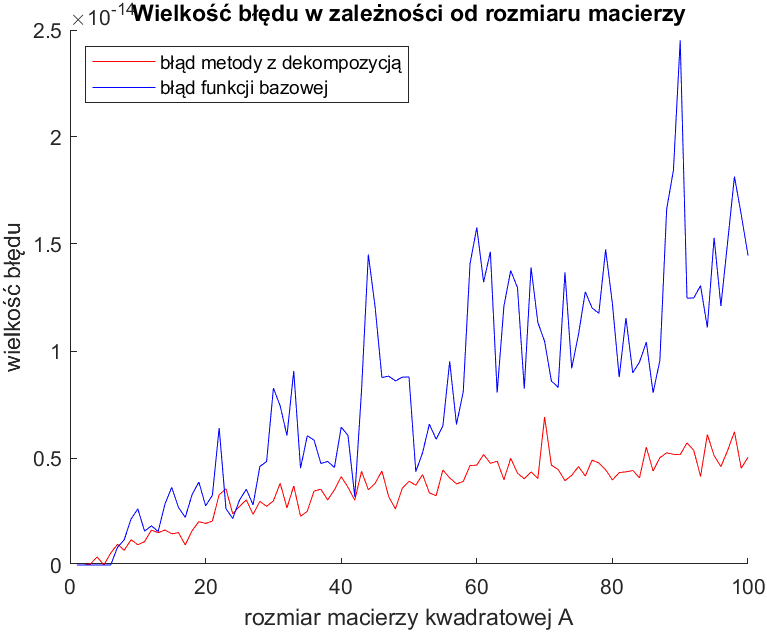 ×10-14
Wielkość błędu w zależności od rozmiaru macierzy
błąd metody z dekompozycją
błąd funkcji bazowej
2.5
2
1.5
1
0.5
0
wielkość błędu
0 20 40 60 80 100
rozmiar macierzy kwadratowej A